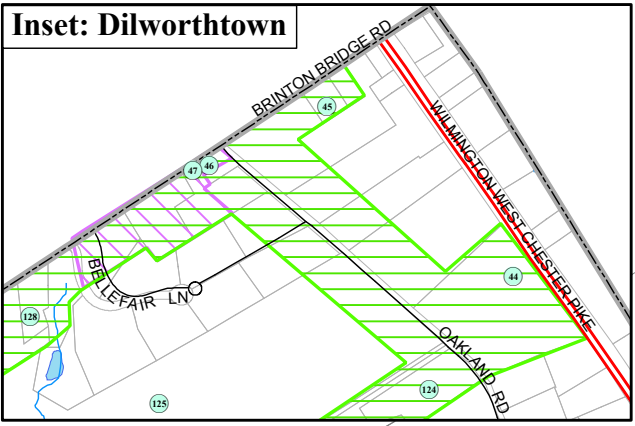 Inset: Dilworthtown
BRINTON BRIDGE RD
45
WILMINGTON WEST CHESTER PIKE
47
46
BELLEFAIR LN
44
128
OAKLAND RD
124
125